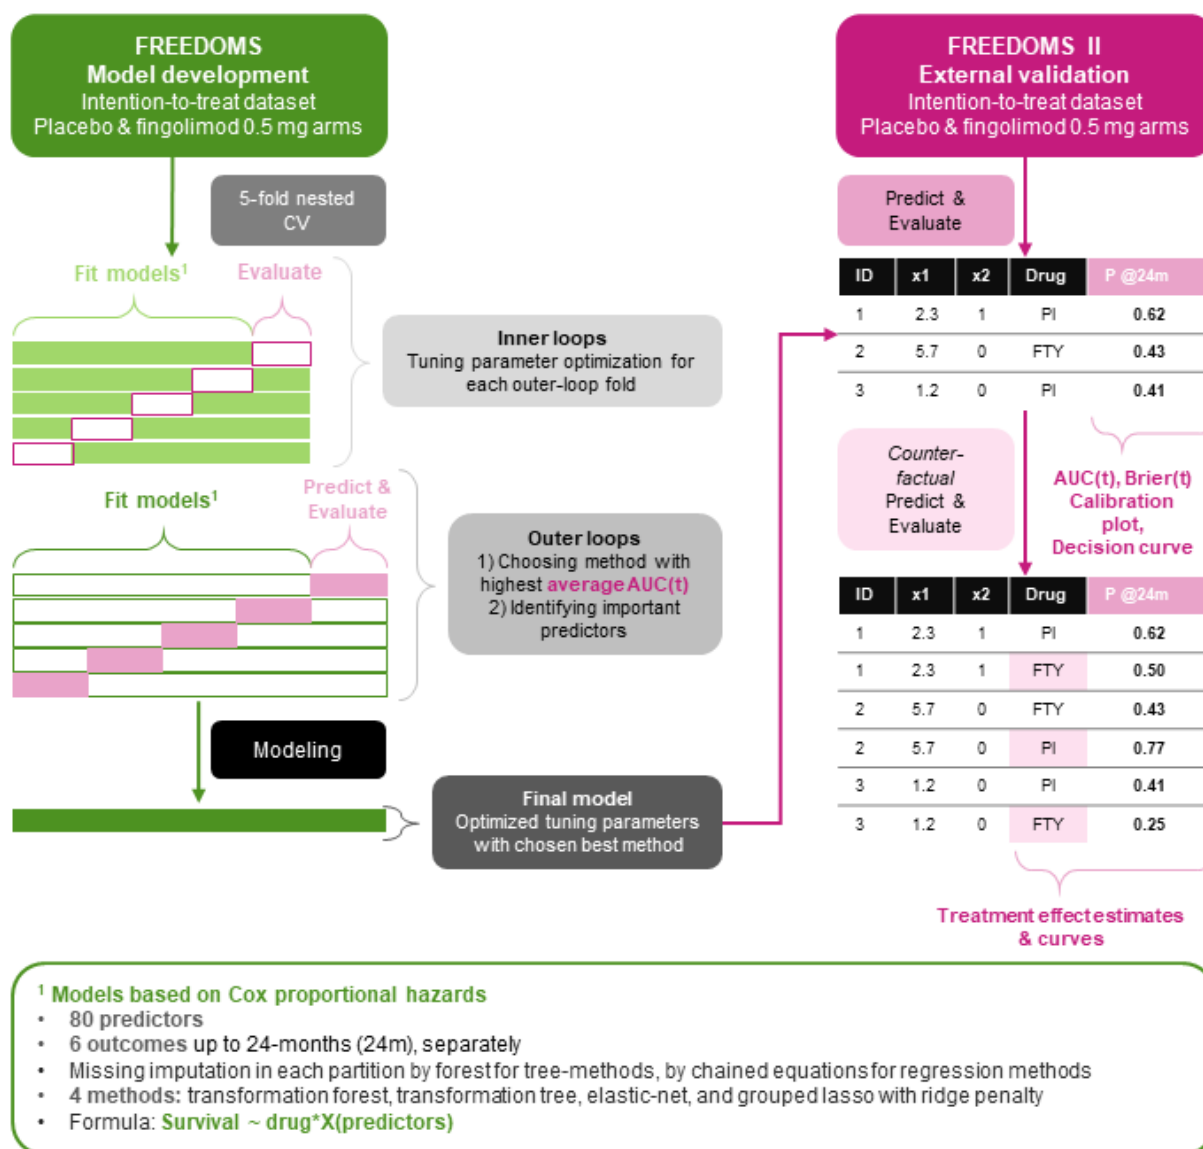 FREEDOMS
Model development
Intention-to-treat dataset
Placebo & fingolimod 0.5 mg arms
5-fold nested
CV
Fit models¹
Evaluate
Inner loops
Tuning parameter optimization for
each outer-loop fold
Fit models¹
Predict &
Evaluate
Outer loops
1) Choosing method with
highest average AUC(t)
2) Identifying important
predictors
Modeling
Final model
Optimized tuning parameters
with chosen best method
FREEDOMS II
External validation
Intention-to-treat dataset
Placebo & fingolimod 0.5 mg arms
Predict &
Evaluate
ID x1 x2 Drug P @24m
1 2.3 1 Pl 0.62
2 5.7 0 FTY 0.43
3 1.2 0 Pl 0.41
Counter-
factual
Predict &
Evaluate
AUC(t), Brier(t)
Calibration
plot,
Decision curve
ID x1 x2 Drug P @24m
1 2.3 1 Pl 0.62
1 2.3 1 FTY 0.50
2 5.7 0 FTY 0.43
2 5.7 0 Pl 0.77
3 1.2 0 Pl 0.41
3 1.2 0 FTY 0.25
Treatment effect estimates
& curves
¹ Models based on Cox proportional hazards
• 80 predictors
• 6 outcomes up to 24-months (24m), separately
• Missing imputation in each partition by forest for tree-methods, by chained equations for regression methods
• 4 methods: transformation forest, transformation tree, elastic-net, and grouped lasso with ridge penalty
• Formula: Survival ~ drug*X(predictors)